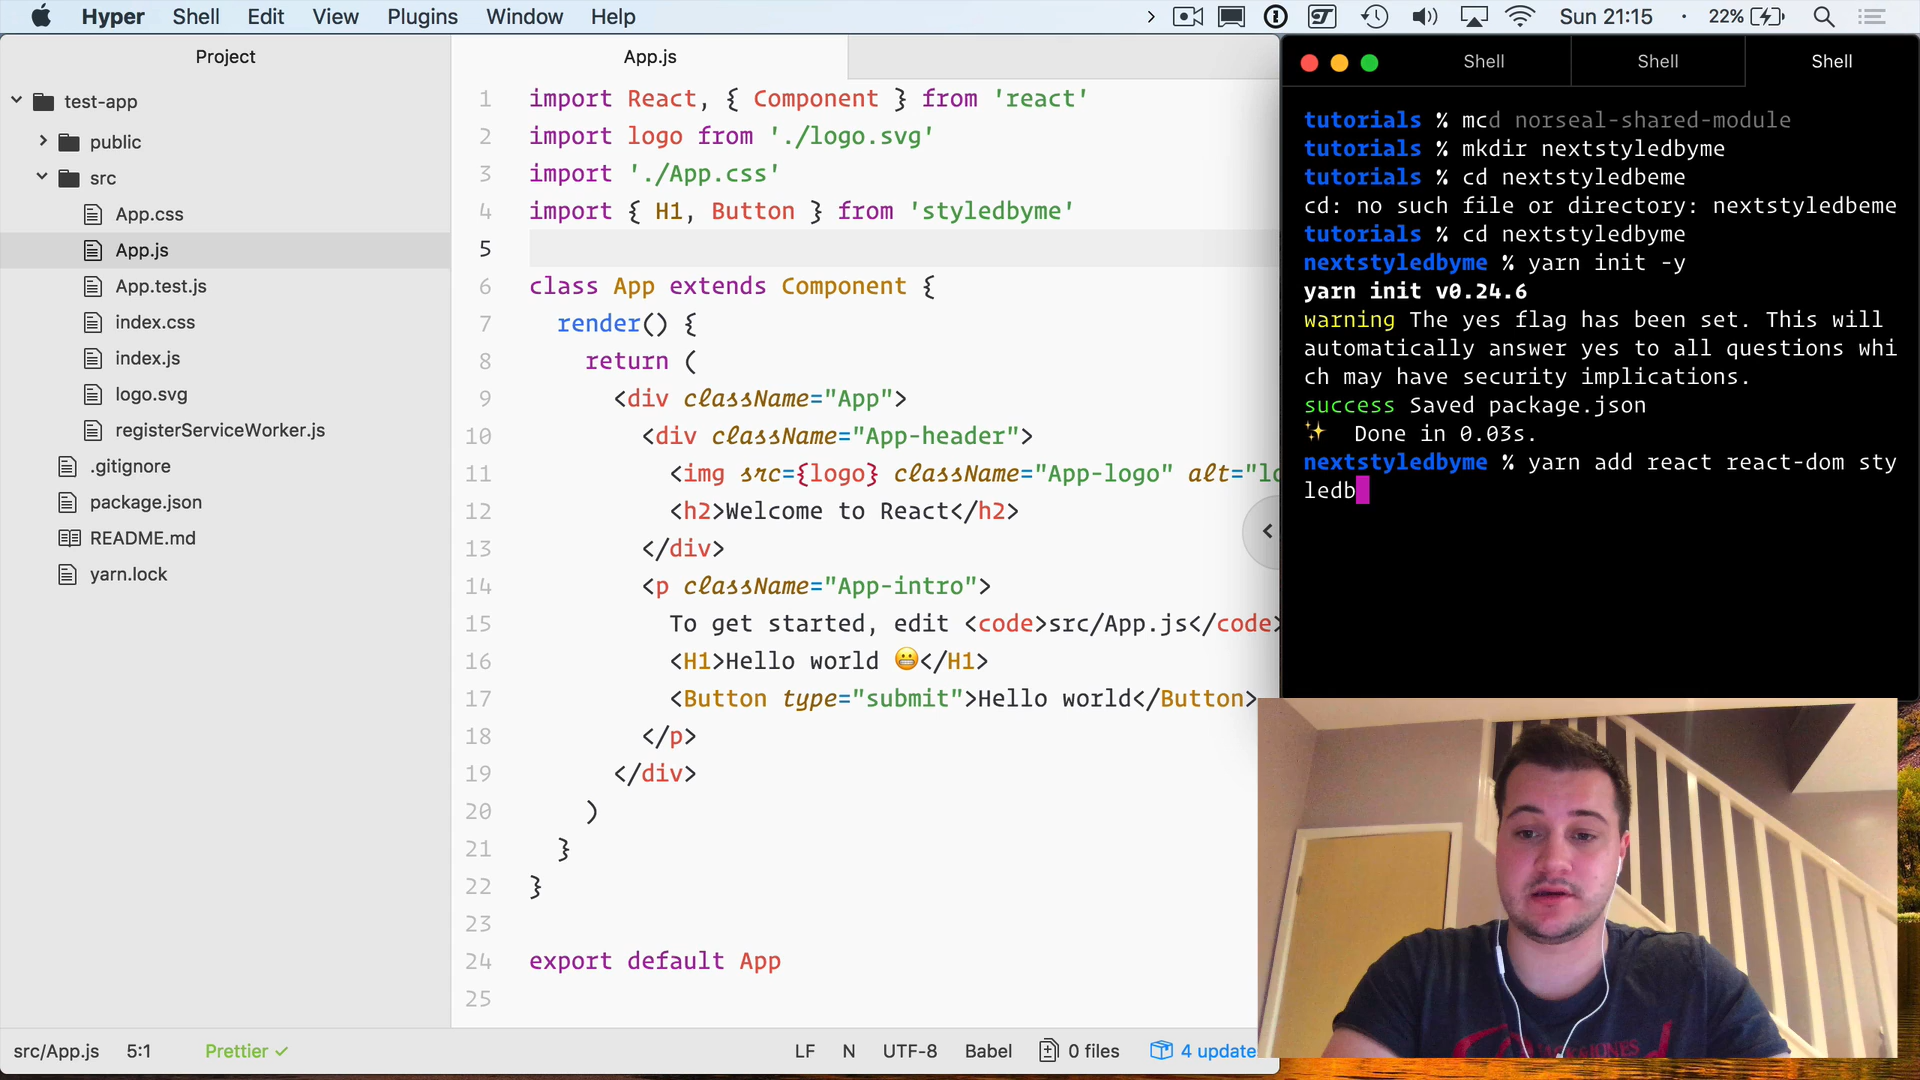 Hyper Shell Edit View Plugins Window Help
Sun 21:15 22%
Project
test-app
public
src
App.css
App.js
App.test.js
index.css
index.js
logo.svg
registerServiceWorker.js
.gitignore
package.json
README.md
yarn.lock
App.js
1 import React, { Component } from 'react'
2 import logo from './logo.svg'
3 import './App.css'
4 import { H1, Button } from 'styledbyme'
5
6 class App extends Component {
7 render() {
8 return (
9 <div className="App">
10 <div className="App-header">
11 <img src={logo} className="App-logo" alt="lo
12 <h2>Welcome to React</h2>
13 </div>
14 <p className="App-intro">
15 To get started, edit <code>src/App.js</code>
16 <H1>Hello world 😬</H1>
17 <Button type="submit">Hello world</Button>
18 </p>
19 </div>
20 )
21 }
22 }
23
24 export default App
25
src/App.js 5:1 Prettier ✓ LF N UTF-8 Babel 0 files 4 update
Shell Shell Shell
tutorials % mcd norseal-shared-module
tutorials % mkdir nextstyledbyme
tutorials % cd nextstyledbeme
cd: no such file or directory: nextstyledbeme
tutorials % cd nextstyledbyme
nextstyledbyme % yarn init -y
yarn init v0.24.6
warning The yes flag has been set. This will
automatically answer yes to all questions whi
ch may have security implications.
success Saved package.json
✨ Done in 0.03s.
nextstyledbyme % yarn add react react-dom sty
ledb